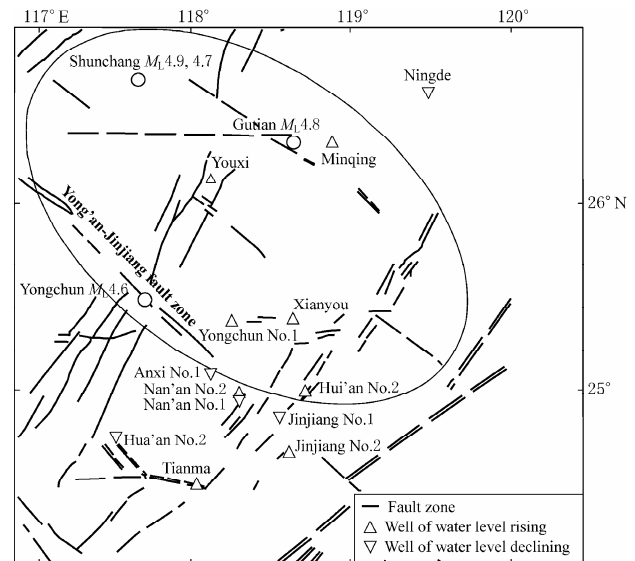 117° E 118° 119° 120°
Shunchang M_L4.9, 4.7
Ningde
Gutian M_L4.8
Minqing
Youxi
26° N
Yong'an-Jinjiang fault zone
Yongchun M_L4.6
Xianyou
Yongchun No.1
Anxi No.1
25°
Nan'an No.2
Hui'an No.2
Nan'an No.1
Jinjiang No.1
Hua'an No.2
Jinjiang No.2
Tianma
Fault zone
Well of water level rising
Well of water level declining